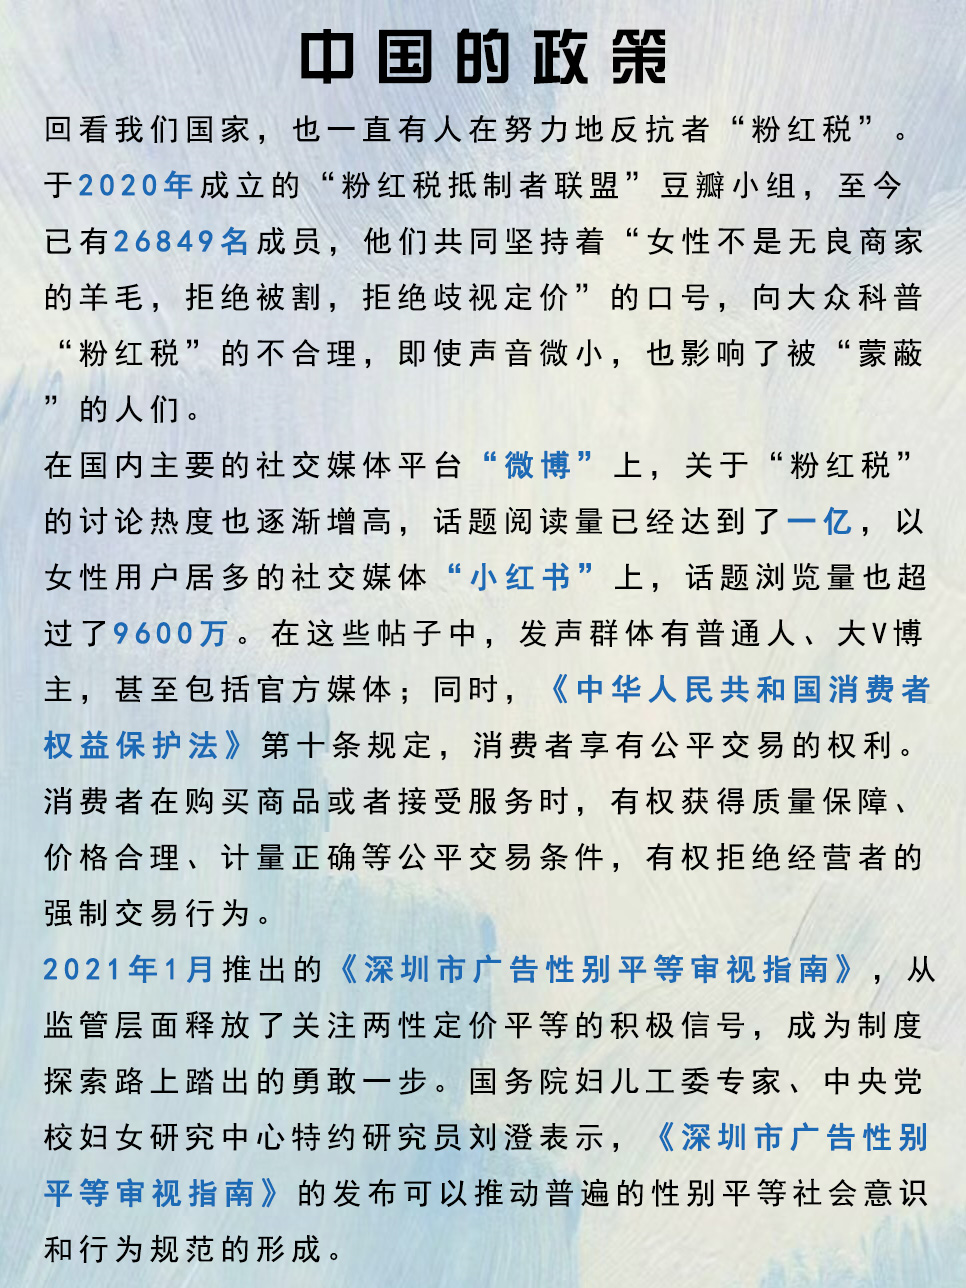 中国的政策
回看我们国家，也一直有人在努力地反抗者“粉红税”。
于2020年成立的“粉红税抵制者联盟”豆瓣小组，至今
已有26849名成员，他们共同坚持着“女性不是无良商家
的羊毛，拒绝被割，拒绝歧视定价”的口号，向大众科普
“粉红税”的不合理，即使声音微小，也影响了被“蒙蔽
”的人们。
在国内主要的社交媒体平台“微博”上，关于“粉红税”
的讨论热度也逐渐增高，话题阅读量已经达到了一亿，以
女性用户居多的社交媒体“小红书”上，话题浏览量也超
过了9600万。在这些帖子中，发声群体有普通人、大V博
主，甚至包括官方媒体；同时，《中华人民共和国消费者
权益保护法》第十条规定，消费者享有公平交易的权利。
消费者在购买商品或者接受服务时，有权获得质量保障、
价格合理、计量正确等公平交易条件，有权拒绝经营者的
强制交易行为。
2021年1月推出的《深圳市广告性别平等审视指南》，从
监管层面释放了关注两性定价平等的积极信号，成为制度
探索路上踏出的勇敢一步。国务院妇儿工委专家、中央党
校妇女研究中心特约研究员刘澄表示，《深圳市广告性别
平等审视指南》的发布可以推动普遍的性别平等社会意识
和行为规范的形成。